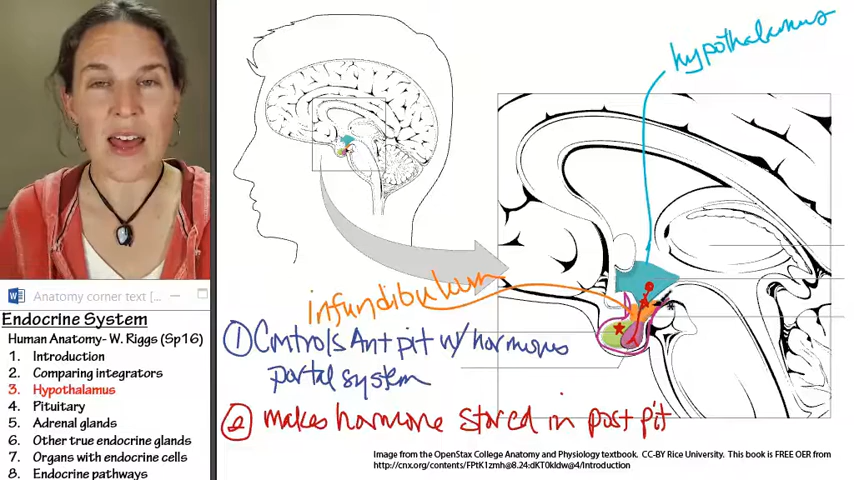 hypothalamus
infundibulum
① Controls Ant pit w/ hormones
portal system
② makes hormone stored in post pit
Anatomy corner text [...
Endocrine System
Human Anatomy- W. Riggs (Sp16)
1. Introduction
2. Comparing integrators
3. Hypothalamus
4. Pituitary
5. Adrenal glands
6. Other true endocrine glands
7. Organs with endocrine cells
8. Endocrine pathways
Image from the OpenStax College Anatomy and Physiology textbook. CC-BY Rice University. This book is FREE OER from
http://cnx.org/contents/FPtK1zmh@8.24:dKT0kldw@4/Introduction